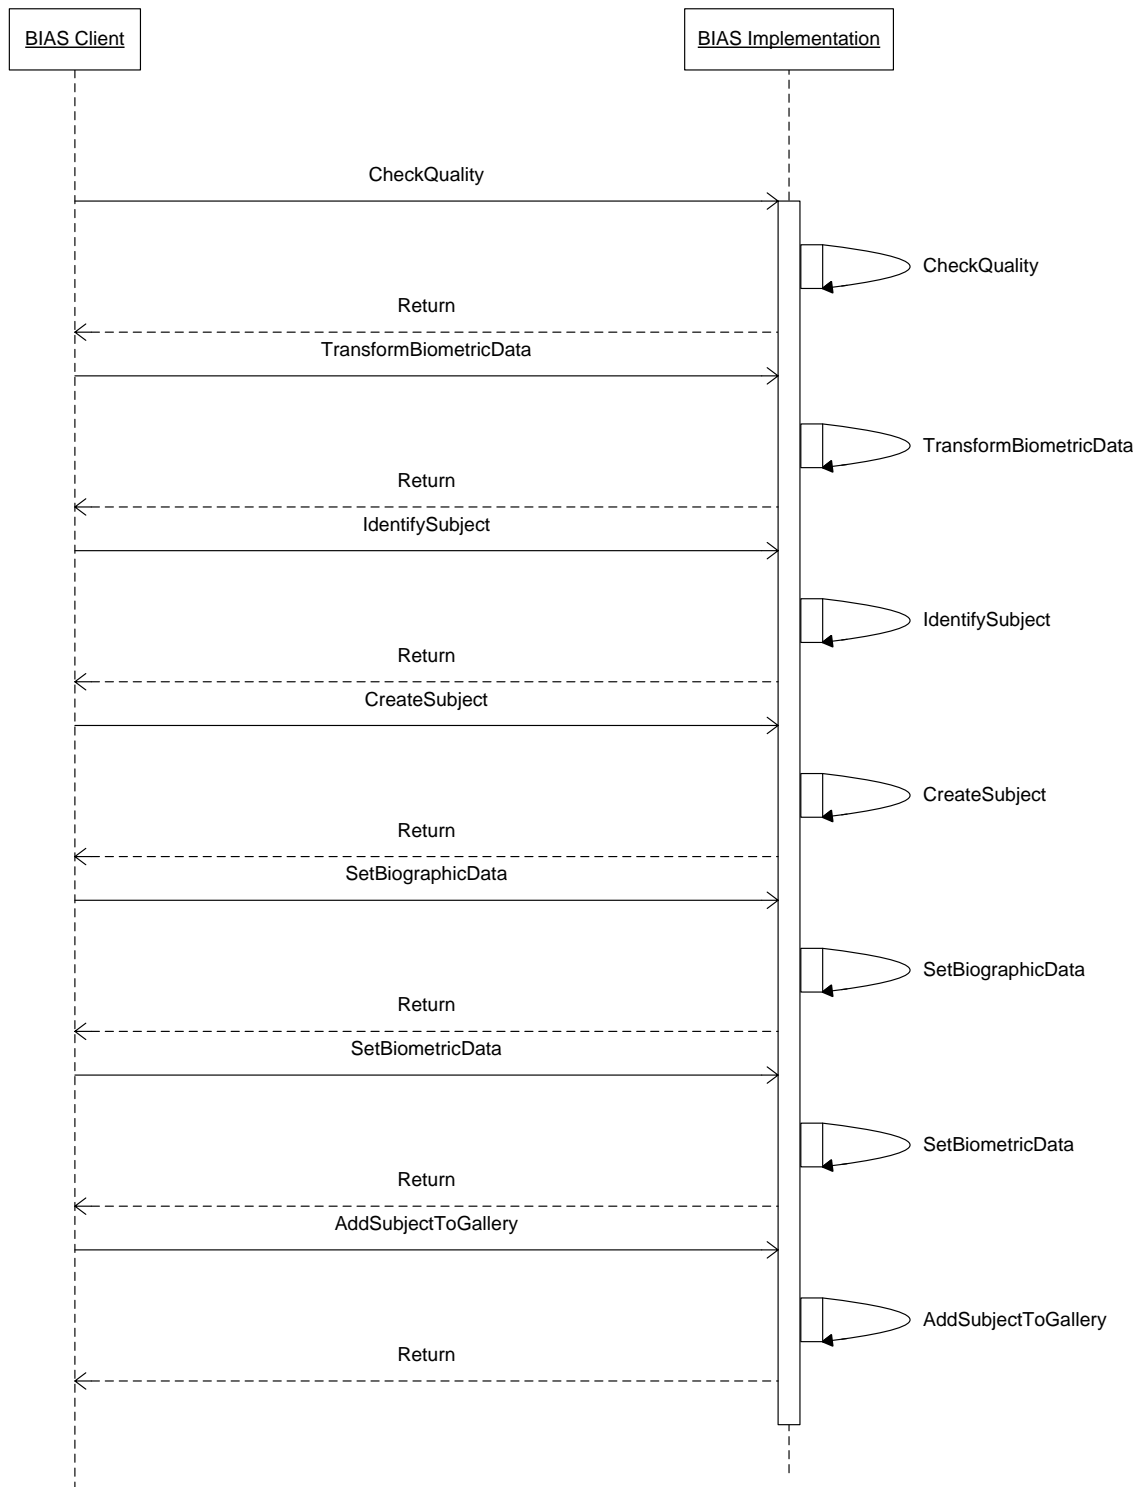 BIAS Client
BIAS Implementation
CheckQuality
CheckQuality
Return
TransformBiometricData
TransformBiometricData
Return
IdentifySubject
IdentifySubject
Return
CreateSubject
CreateSubject
Return
SetBiographicData
SetBiographicData
Return
SetBiometricData
SetBiometricData
Return
AddSubjectToGallery
AddSubjectToGallery
Return